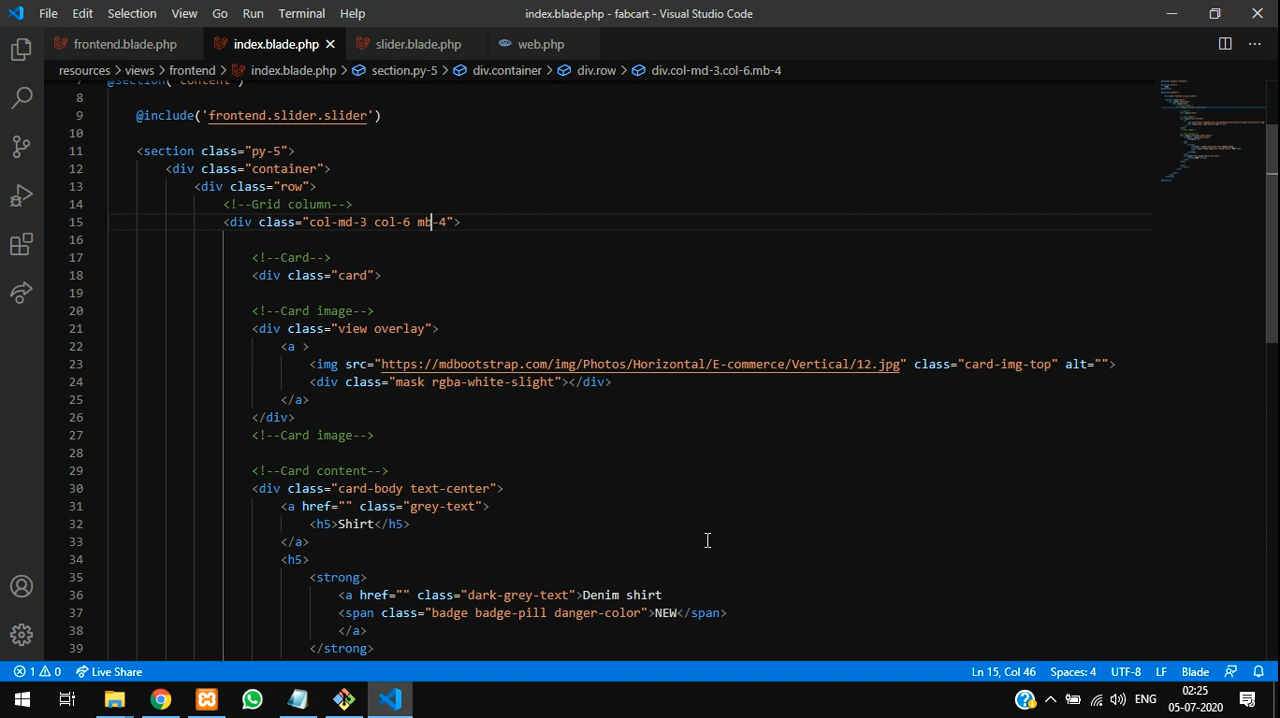 File Edit Selection View Go Run Terminal Help index.blade.php - fabcart - Visual Studio Code
frontend.blade.php index.blade.php slider.blade.php web.php
resources > views > frontend > index.blade.php > section.py-5 > div.container > div.row > div.col-md-3.col-6.mb-4
7 @section('content')
8
9 @include('frontend.slider.slider')
10
11 <section class="py-5">
12 <div class="container">
13 <div class="row">
14 <!--Grid column-->
15 <div class="col-md-3 col-6 mb-4">
16
17 <!--Card-->
18 <div class="card">
19
20 <!--Card image-->
21 <div class="view overlay">
22 <a >
23 <img src="https://mdbootstrap.com/img/Photos/Horizontal/E-commerce/Vertical/12.jpg" class="card-img-top" alt="">
24 <div class="mask rgba-white-slight"></div>
25 </a>
26 </div>
27 <!--Card image-->
28
29 <!--Card content-->
30 <div class="card-body text-center">
31 <a href="" class="grey-text">
32 <h5>Shirt</h5>
33 </a>
34 <h5>
35 <strong>
36 <a href="" class="dark-grey-text">Denim shirt
37 <span class="badge badge-pill danger-color">NEW</span>
38 </a>
39 </strong>
1 0 Live Share Ln 15, Col 46 Spaces: 4 UTF-8 LF Blade
ENG 02:25
05-07-2020